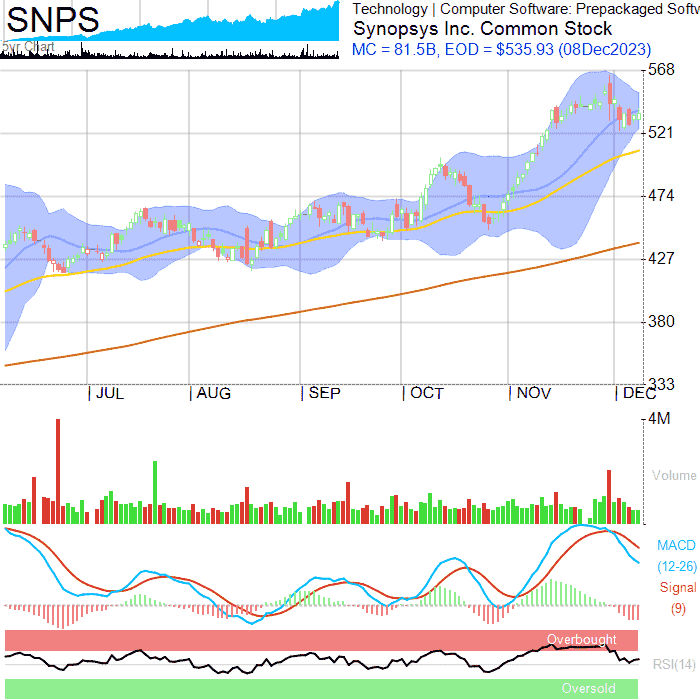 SNPS
5yr Chart
Technology | Computer Software: Prepackaged Softw
Synopsys Inc. Common Stock
MC = 81.5B, EOD = $535.93 (08Dec2023)
568
521
474
427
380
333
JUL
AUG
SEP
OCT
NOV
DEC
4M
Volume
MACD
(12-26)
Signal
(9)
Overbought
RSI(14)
Oversold